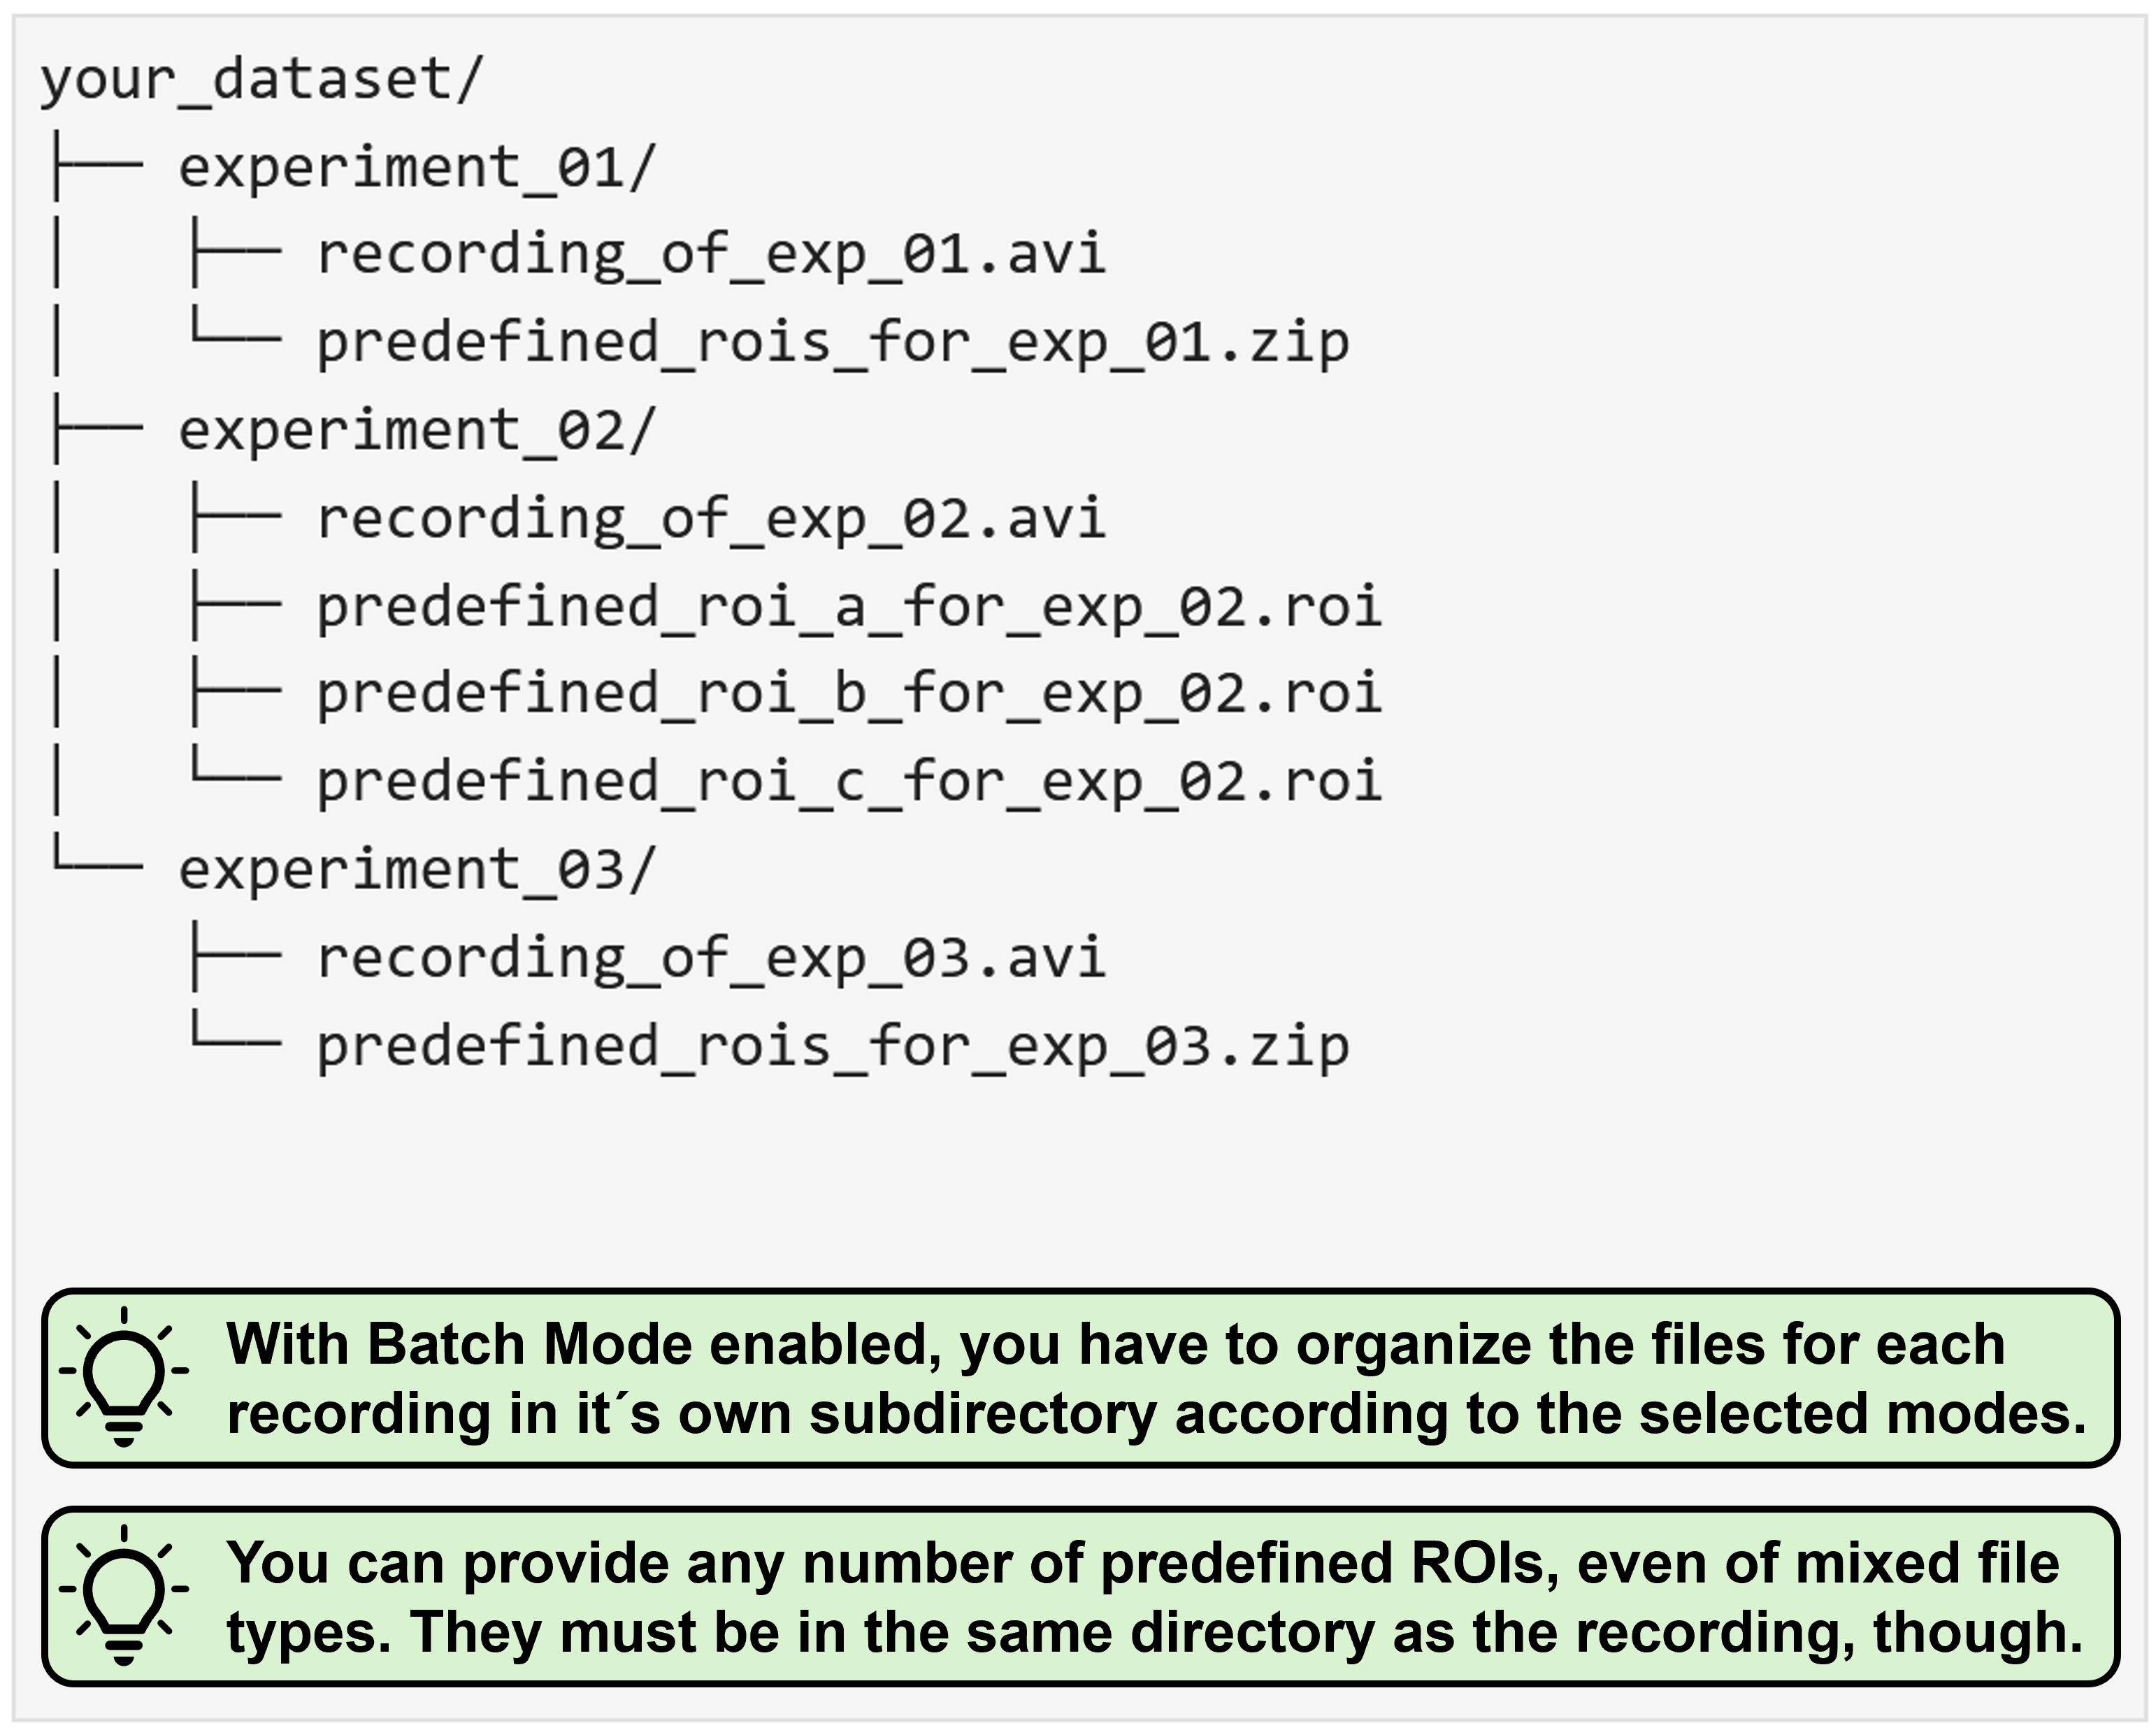 your_dataset/
├── experiment_01/
│   ├── recording_of_exp_01.avi
│   └── predefined_rois_for_exp_01.zip
├── experiment_02/
│   ├── recording_of_exp_02.avi
│   ├── predefined_roi_a_for_exp_02.roi
│   ├── predefined_roi_b_for_exp_02.roi
│   └── predefined_roi_c_for_exp_02.roi
└── experiment_03/
    ├── recording_of_exp_03.avi
    └── predefined_rois_for_exp_03.zip
With Batch Mode enabled, you have to organize the files for each
recording in it´s own subdirectory according to the selected modes.
You can provide any number of predefined ROIs, even of mixed file
types. They must be in the same directory as the recording, though.